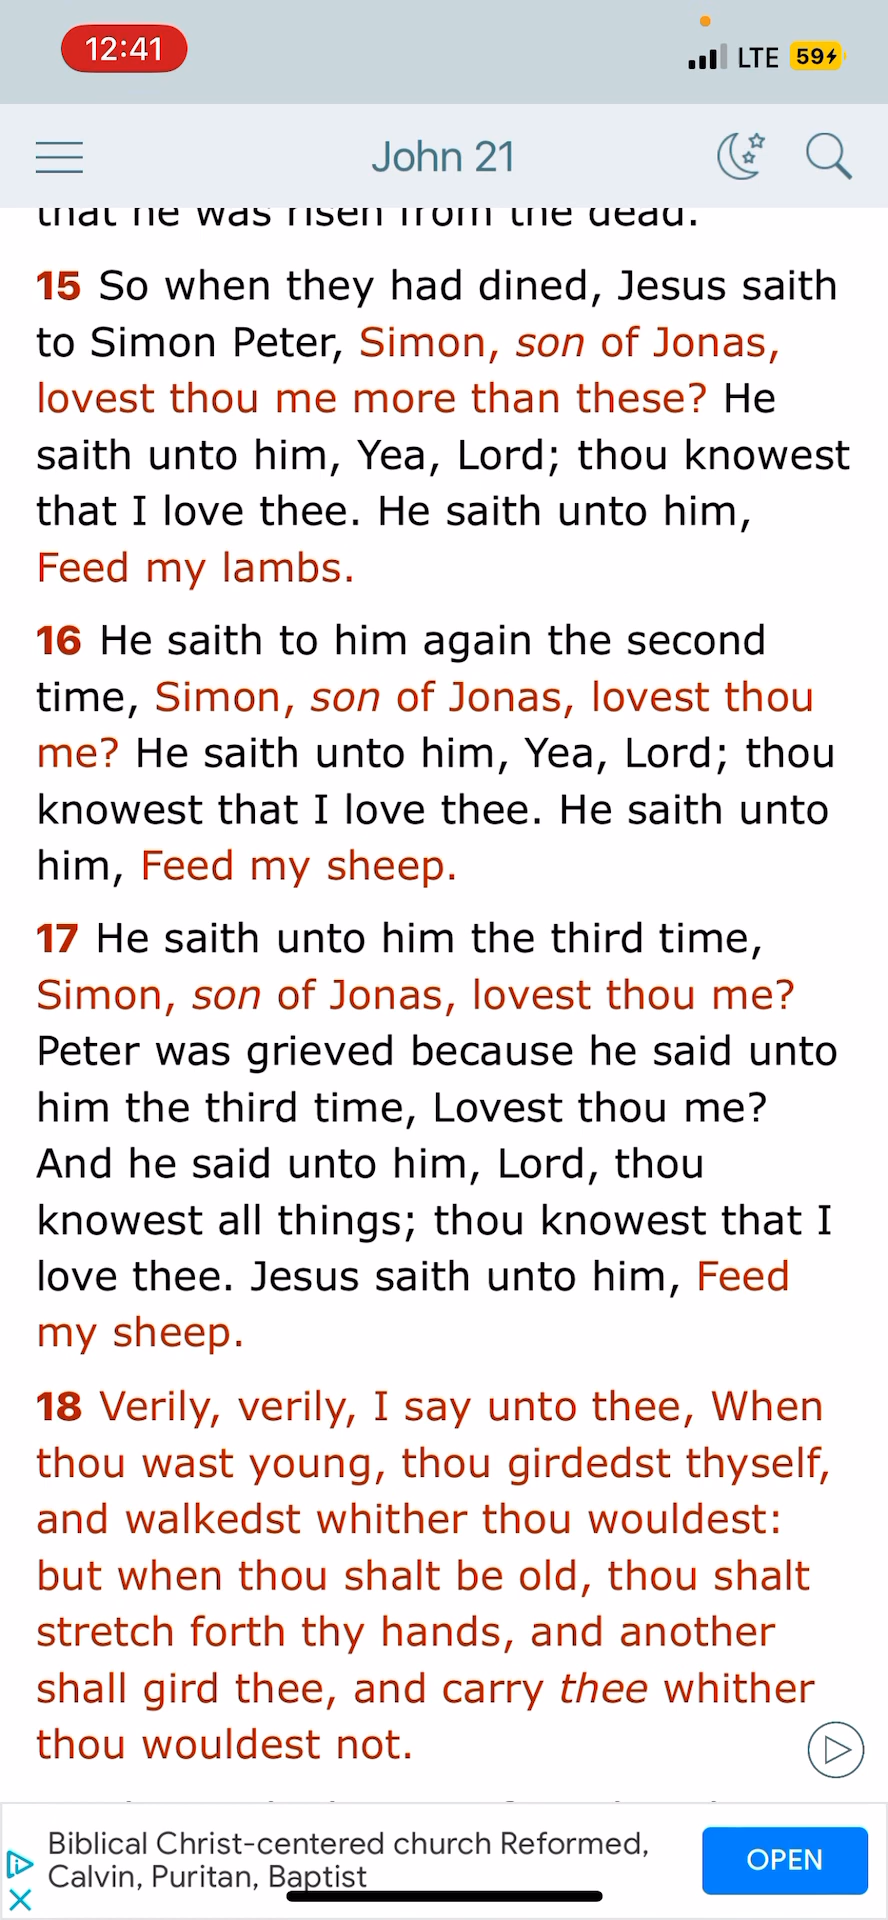 12:41
LTE 59
John 21
that he was risen from the dead.
15 So when they had dined, Jesus saith
to Simon Peter, Simon, son of Jonas,
lovest thou me more than these? He
saith unto him, Yea, Lord; thou knowest
that I love thee. He saith unto him,
Feed my lambs.
16 He saith to him again the second
time, Simon, son of Jonas, lovest thou
me? He saith unto him, Yea, Lord; thou
knowest that I love thee. He saith unto
him, Feed my sheep.
17 He saith unto him the third time,
Simon, son of Jonas, lovest thou me?
Peter was grieved because he said unto
him the third time, Lovest thou me?
And he said unto him, Lord, thou
knowest all things; thou knowest that I
love thee. Jesus saith unto him, Feed
my sheep.
18 Verily, verily, I say unto thee, When
thou wast young, thou girdedst thyself,
and walkedst whither thou wouldest:
but when thou shalt be old, thou shalt
stretch forth thy hands, and another
shall gird thee, and carry thee whither
thou wouldest not.
Biblical Christ-centered church Reformed,
Calvin, Puritan, Baptist
OPEN